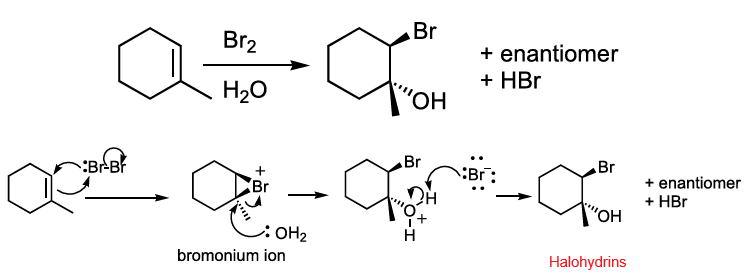 Br₂
H₂O
Br
OH
+ enantiomer
+ HBr
:Br-Br
+
Br
:OH₂
bromonium ion
Br
O
H
+
H
:Br:⁻
Br
OH
+ enantiomer
+ HBr
Halohydrins